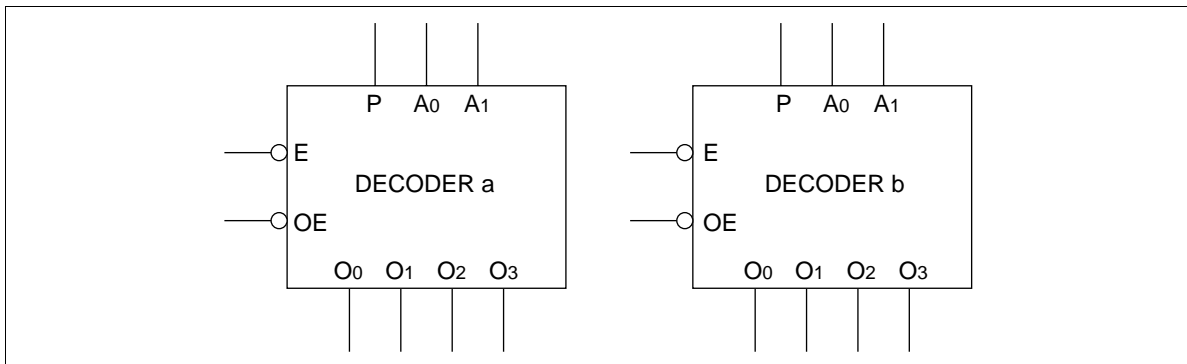 P A0 A1 P A0 A1
E E
DECODER a DECODER b
OE OE
O0 O1 O2 O3 O0 O1 O2 O3